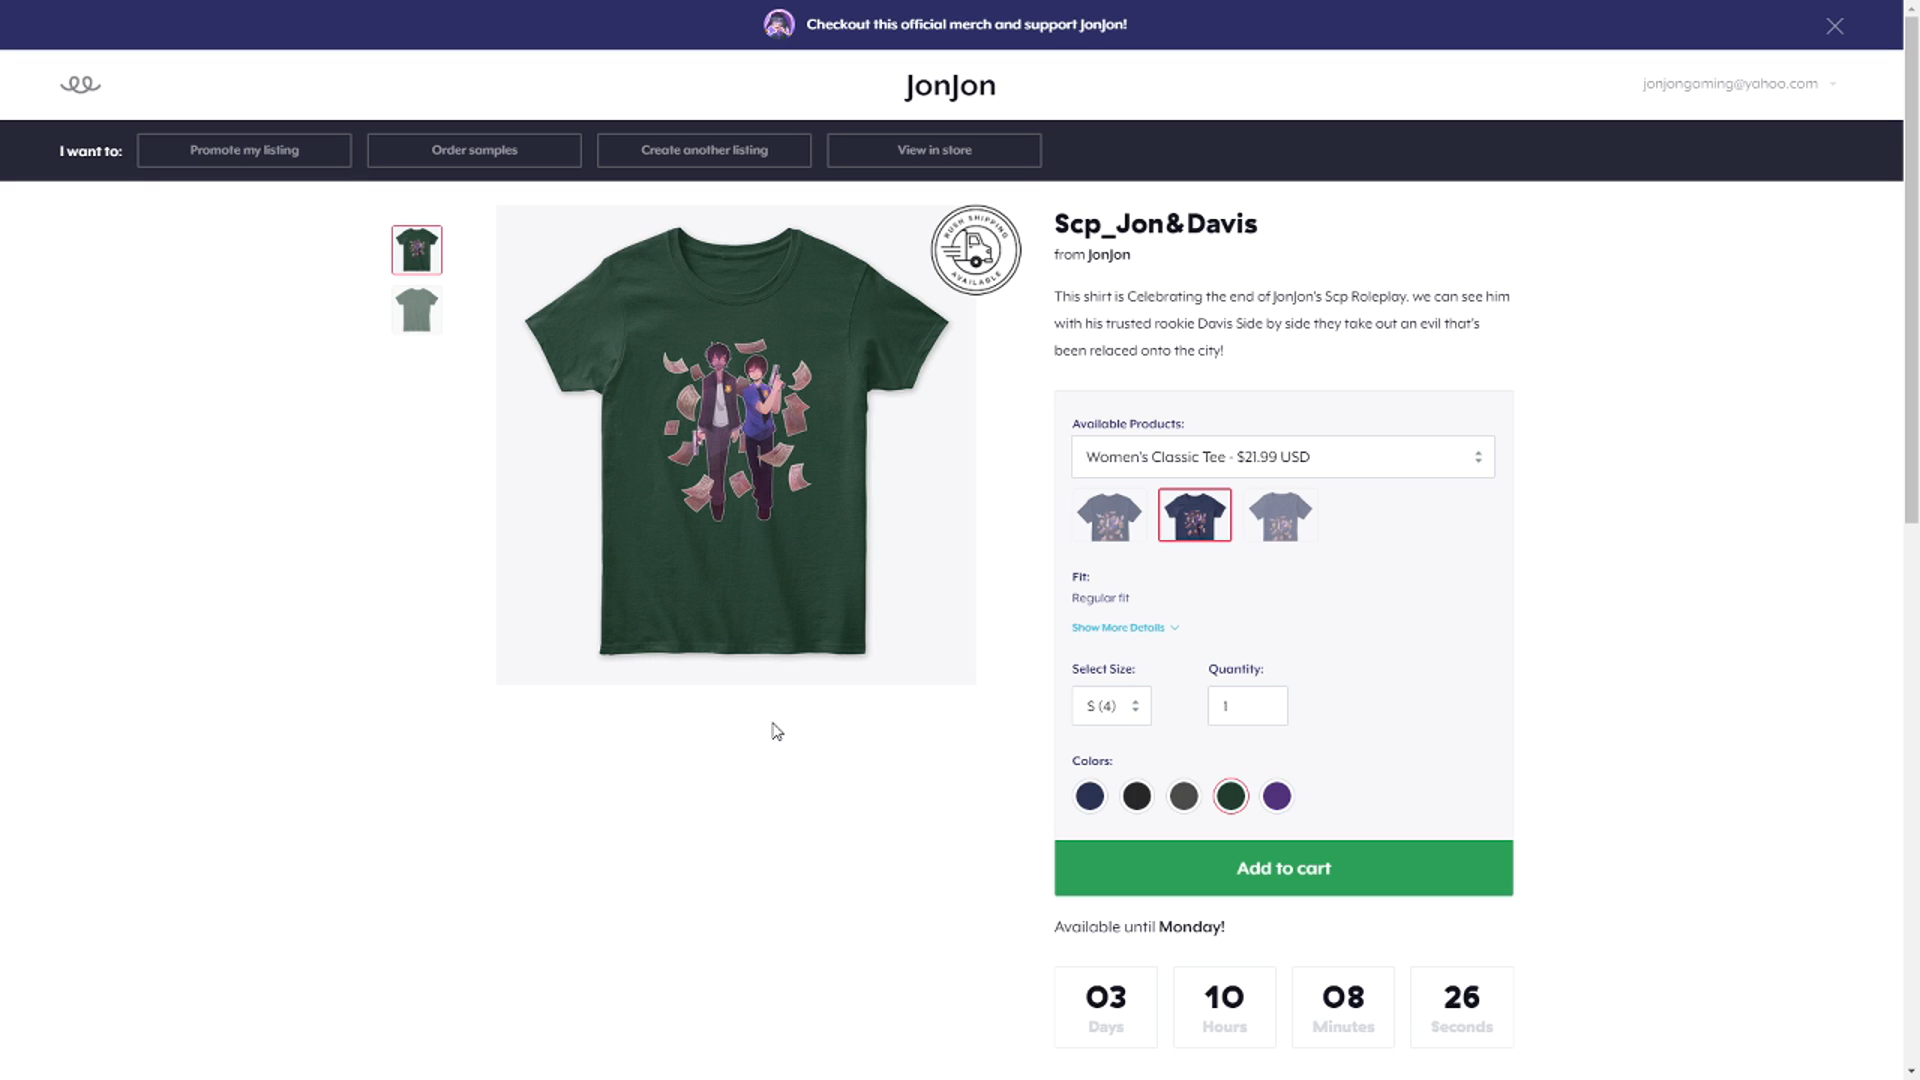 Checkout this official merch and support JonJon!
JonJon
jonjongaming@yahoo.com
I want to:
Promote my listing
Order samples
Create another listing
View in store
RUSH SHIPPING
AVAILABLE
Scp_Jon&Davis
from JonJon
This shirt is Celebrating the end of JonJon's Scp Roleplay. we can see him
with his trusted rookie Davis Side by side they take out an evil that's
been relaced onto the city!
Available Products:
Women's Classic Tee - $21.99 USD
Fit:
Regular fit
Show More Details
Select Size:
Quantity:
S (4)
1
Colors:
Add to cart
Available until Monday!
03
10
08
26
Days
Hours
Minutes
Seconds